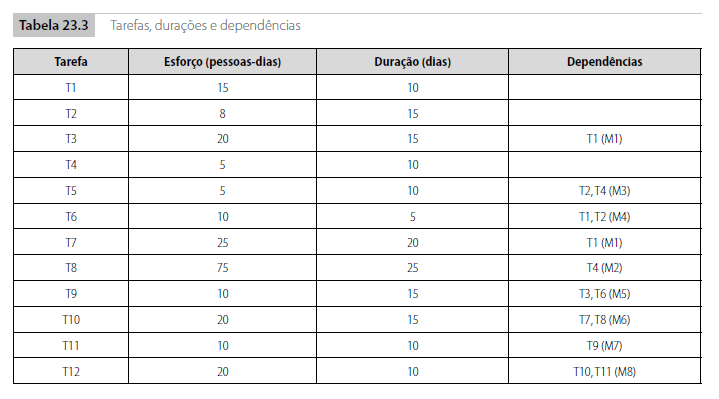 Tabela 23.3 Tarefas, durações e dependências
Tarefa Esforço (pessoas-dias) Duração (dias) Dependências
T1 15 10
T2 8 15
T3 20 15 T1 (M1)
T4 5 10
T5 5 10 T2, T4 (M3)
T6 10 5 T1, T2 (M4)
T7 25 20 T1 (M1)
T8 75 25 T4 (M2)
T9 10 15 T3, T6 (M5)
T10 20 15 T7, T8 (M6)
T11 10 10 T9 (M7)
T12 20 10 T10, T11 (M8)